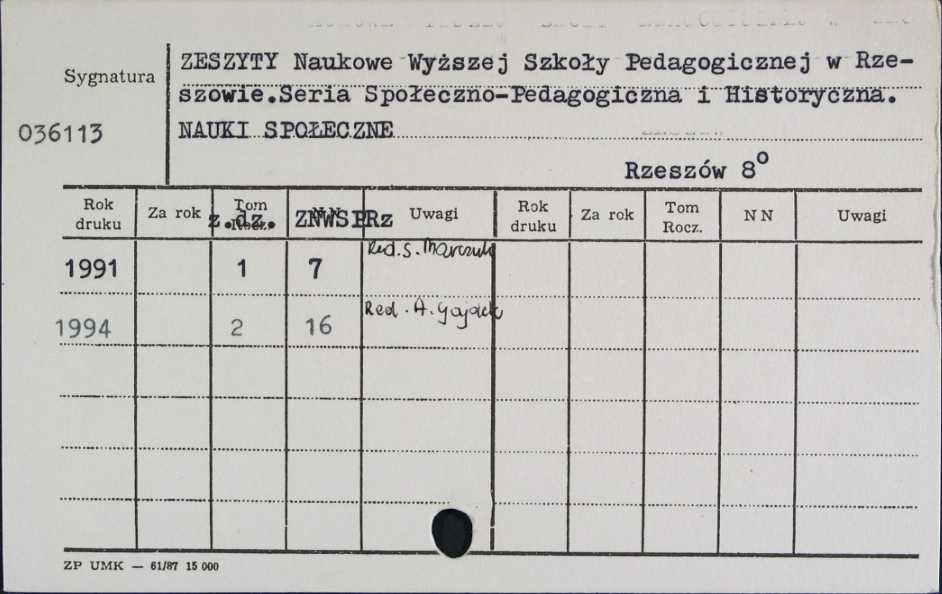 Sygnatura
036113
ZESZYTY Naukowe Wyższej Szkoły Pedagogicznej w Rze-
szowie.Seria Społeczno-Pedagogiczna i Historyczna.
NAUKI SPOŁECZNE
Rzeszów 8°
Rok druku Za rok Tom Rocz. NN Uwagi Rok druku Za rok Tom Rocz. NN Uwagi
z.dz. ZNWSPRz
1991 1 7 Red. S. Marczuk
1994 2 16 Red. A. Gajdek
ZP UMK — 61/87 15 000